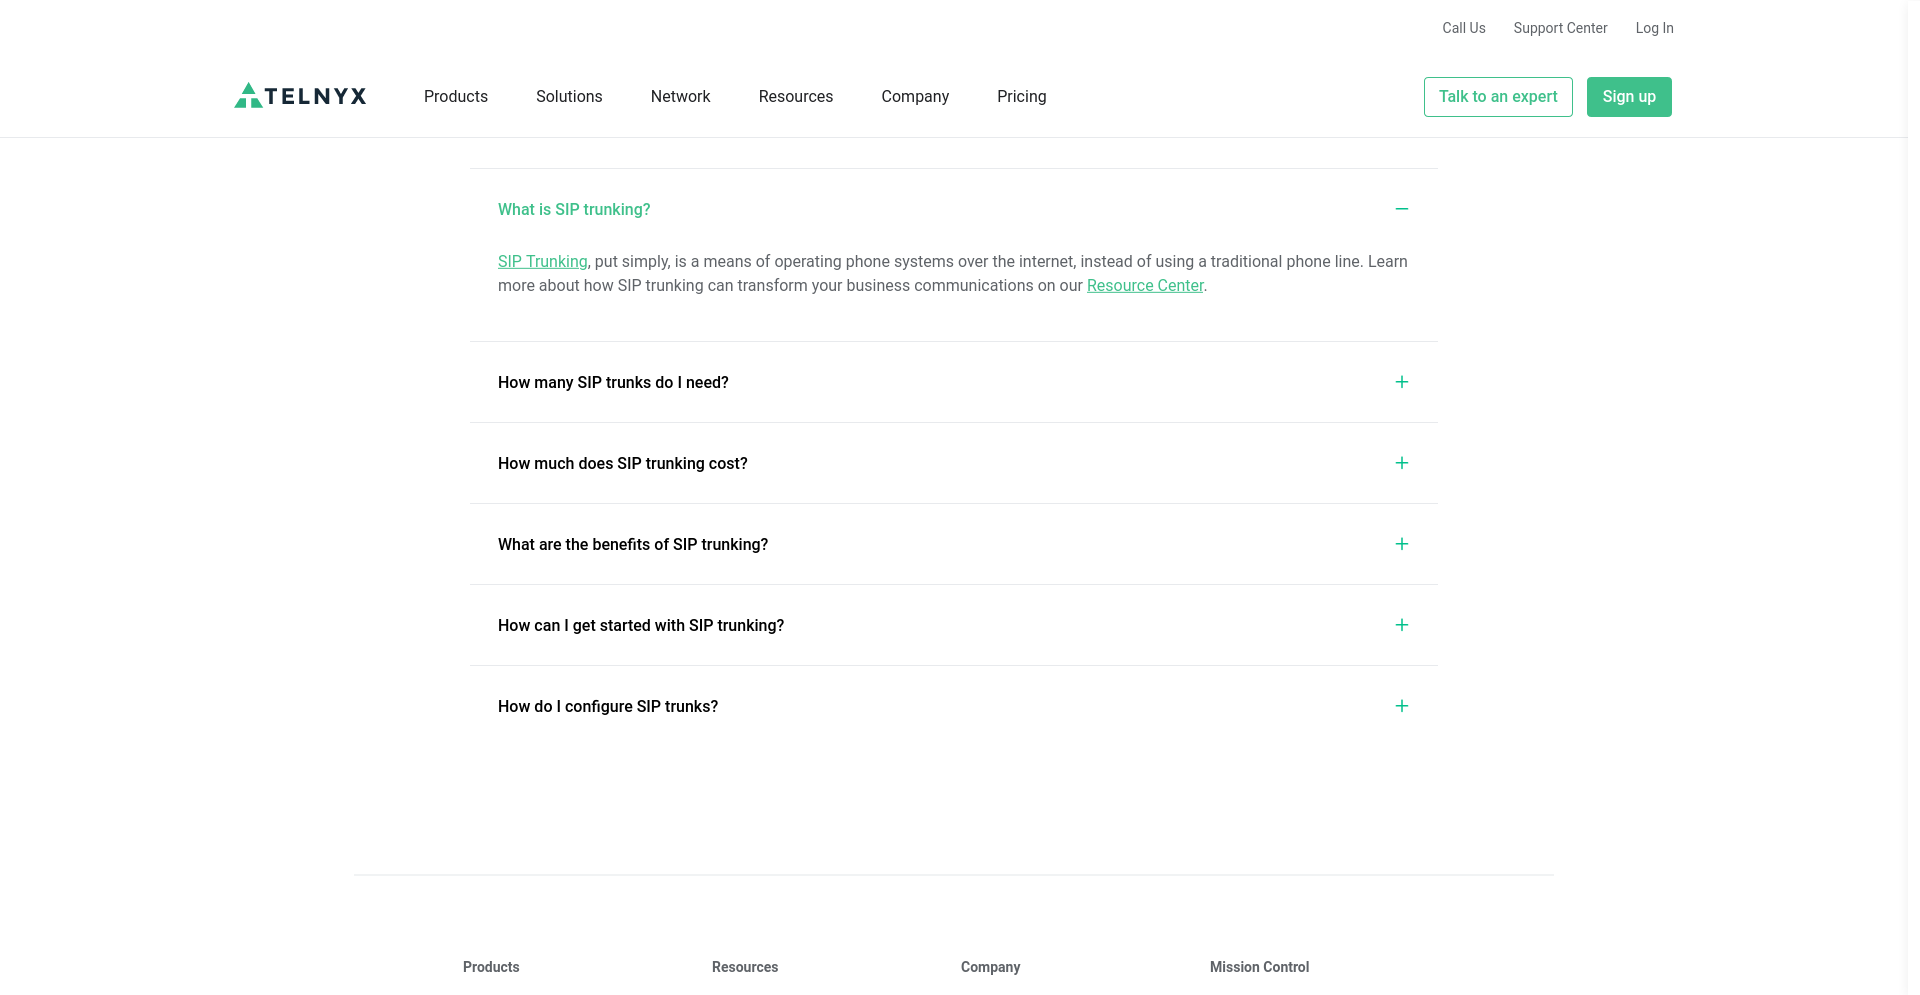 Call Us Support Center Log In
TELNYX Products Solutions Network Resources Company Pricing Talk to an expert Sign up
What is SIP trunking?
SIP Trunking, put simply, is a means of operating phone systems over the internet, instead of using a traditional phone line. Learn
more about how SIP trunking can transform your business communications on our Resource Center.
How many SIP trunks do I need?
How much does SIP trunking cost?
What are the benefits of SIP trunking?
How can I get started with SIP trunking?
How do I configure SIP trunks?
Products Resources Company Mission Control